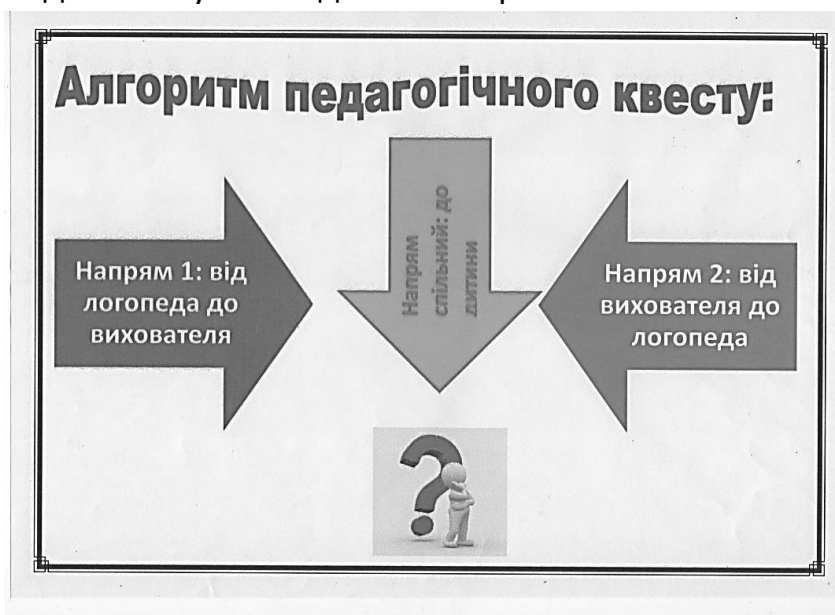 Алгоритм педагогічного квесту:
Напрям 1: від
логопеда до
вихователя
Напрям
спільний: до
дитини
Напрям 2: від
вихователя до
логопеда